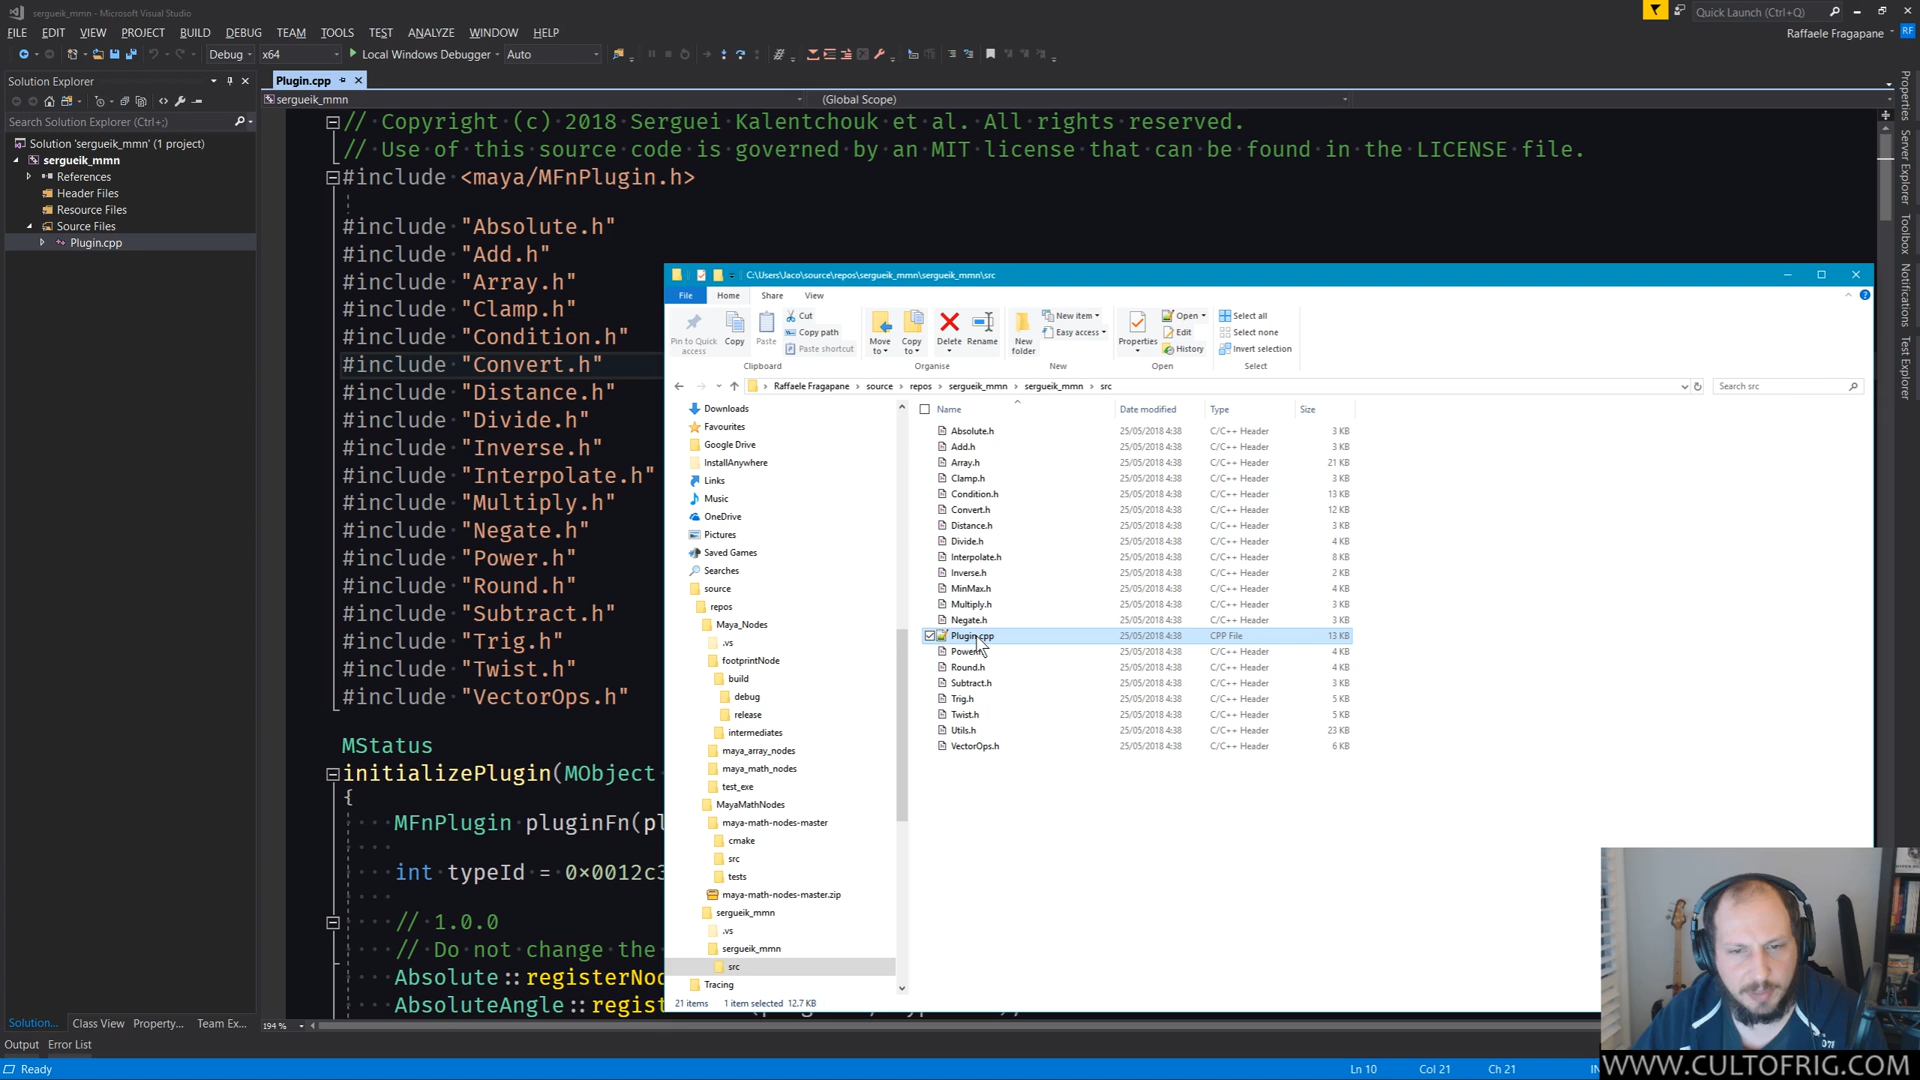 sergueik_mmn - Microsoft Visual Studio
Quick Launch (Ctrl+Q)
FILE EDIT VIEW PROJECT BUILD DEBUG TEAM TOOLS TEST ANALYZE WINDOW HELP
Raffaele Fragapane RF
Debug x64 Local Windows Debugger Auto
Solution Explorer
Search Solution Explorer (Ctrl+;)
Solution 'sergueik_mmn' (1 project)
sergueik_mmn
References
Header Files
Resource Files
Source Files
Plugin.cpp
Plugin.cpp
sergueik_mmn (Global Scope)
// Copyright (c) 2018 Serguei Kalentchouk et al. All rights reserved.
// Use of this source code is governed by an MIT license that can be found in the LICENSE file.
#include <maya/MFnPlugin.h>
#include "Absolute.h"
#include "Add.h"
#include "Array.h"
#include "Clamp.h"
#include "Condition.h"
#include "Convert.h"
#include "Distance.h"
#include "Divide.h"
#include "Inverse.h"
#include "Interpolate.h"
#include "Multiply.h"
#include "Negate.h"
#include "Power.h"
#include "Round.h"
#include "Subtract.h"
#include "Trig.h"
#include "Twist.h"
#include "VectorOps.h"
MStatus
initializePlugin(MObject
{
MFnPlugin pluginFn(pl
int typeId = 0x0012c3
// 1.0.0
// Do not change the
Absolute::registerNo
AbsoluteAngle::regist
194 %
C:\Users\Jaco\source\repos\sergueik_mmn\sergueik_mmn\src
File Home Share View
Pin to Quick access
Copy
Paste
Cut
Copy path
Paste shortcut
Clipboard
Move to
Copy to
Delete
Rename
Organise
New folder
New item
Easy access
New
Properties
Open
Edit
History
Open
Select all
Select none
Invert selection
Select
Raffaele Fragapane › source › repos › sergueik_mmn › sergueik_mmn › src
Search src
Downloads
Favourites
Google Drive
InstallAnywhere
Links
Music
OneDrive
Pictures
Saved Games
Searches
source
repos
Maya_Nodes
.vs
footprintNode
build
debug
release
intermediates
maya_array_nodes
maya_math_nodes
test_exe
MayaMathNodes
maya-math-nodes-master
cmake
src
tests
maya-math-nodes-master.zip
sergueik_mmn
.vs
sergueik_mmn
src
Tracing
Name Date modified Type Size
Absolute.h 25/05/2018 4:38 C/C++ Header 3 KB
Add.h 25/05/2018 4:38 C/C++ Header 3 KB
Array.h 25/05/2018 4:38 C/C++ Header 21 KB
Clamp.h 25/05/2018 4:38 C/C++ Header 3 KB
Condition.h 25/05/2018 4:38 C/C++ Header 13 KB
Convert.h 25/05/2018 4:38 C/C++ Header 12 KB
Distance.h 25/05/2018 4:38 C/C++ Header 3 KB
Divide.h 25/05/2018 4:38 C/C++ Header 4 KB
Interpolate.h 25/05/2018 4:38 C/C++ Header 8 KB
Inverse.h 25/05/2018 4:38 C/C++ Header 2 KB
MinMax.h 25/05/2018 4:38 C/C++ Header 4 KB
Multiply.h 25/05/2018 4:38 C/C++ Header 3 KB
Negate.h 25/05/2018 4:38 C/C++ Header 3 KB
Plugin.cpp 25/05/2018 4:38 CPP File 13 KB
Power.h 25/05/2018 4:38 C/C++ Header 4 KB
Round.h 25/05/2018 4:38 C/C++ Header 4 KB
Subtract.h 25/05/2018 4:38 C/C++ Header 3 KB
Trig.h 25/05/2018 4:38 C/C++ Header 5 KB
Twist.h 25/05/2018 4:38 C/C++ Header 5 KB
Utils.h 25/05/2018 4:38 C/C++ Header 23 KB
VectorOps.h 25/05/2018 4:38 C/C++ Header 6 KB
21 items 1 item selected 12.7 KB
Properties
Server Explorer
Toolbox
Notifications
Test Explorer
Solution... Class View Property... Team Ex...
Output Error List
Ready Ln 10 Col 21 Ch 21
WWW.CULTOFRIG.COM